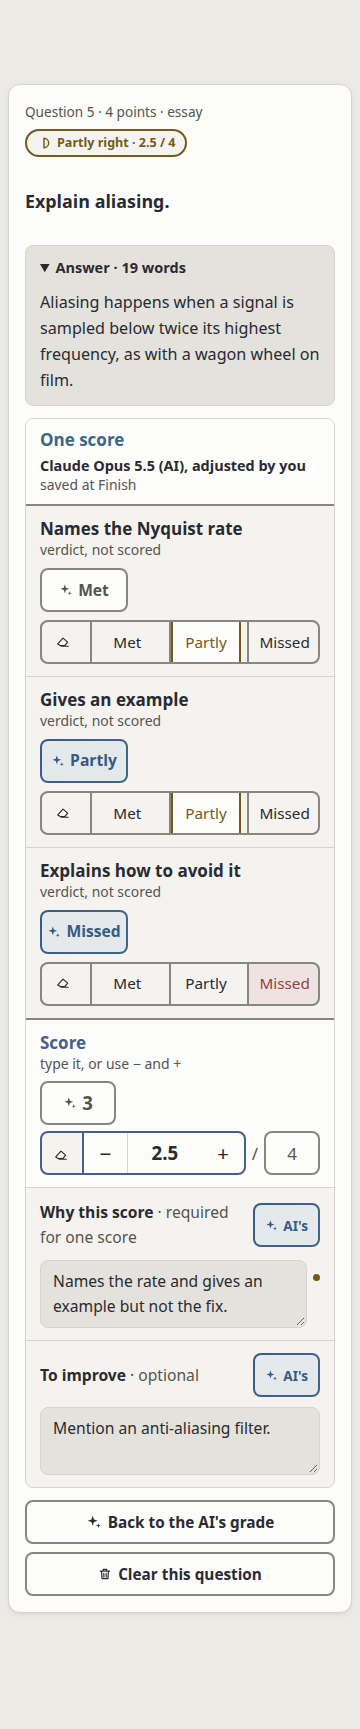 Question 5 · 4 points · essay
Partly right · 2.5 / 4
Explain aliasing.
▼ Answer · 19 words
Aliasing happens when a signal is
sampled below twice its highest
frequency, as with a wagon wheel on
film.
One score
Claude Opus 5.5 (AI), adjusted by you
saved at Finish
Names the Nyquist rate
verdict, not scored
Met
Met Partly Missed
Gives an example
verdict, not scored
Partly
Met Partly Missed
Explains how to avoid it
verdict, not scored
Missed
Met Partly Missed
Score
type it, or use − and +
3
− 2.5 + / 4
Why this score · required
for one score
AI's
Names the rate and gives an
example but not the fix.
To improve · optional
AI's
Mention an anti-aliasing filter.
Back to the AI's grade
Clear this question